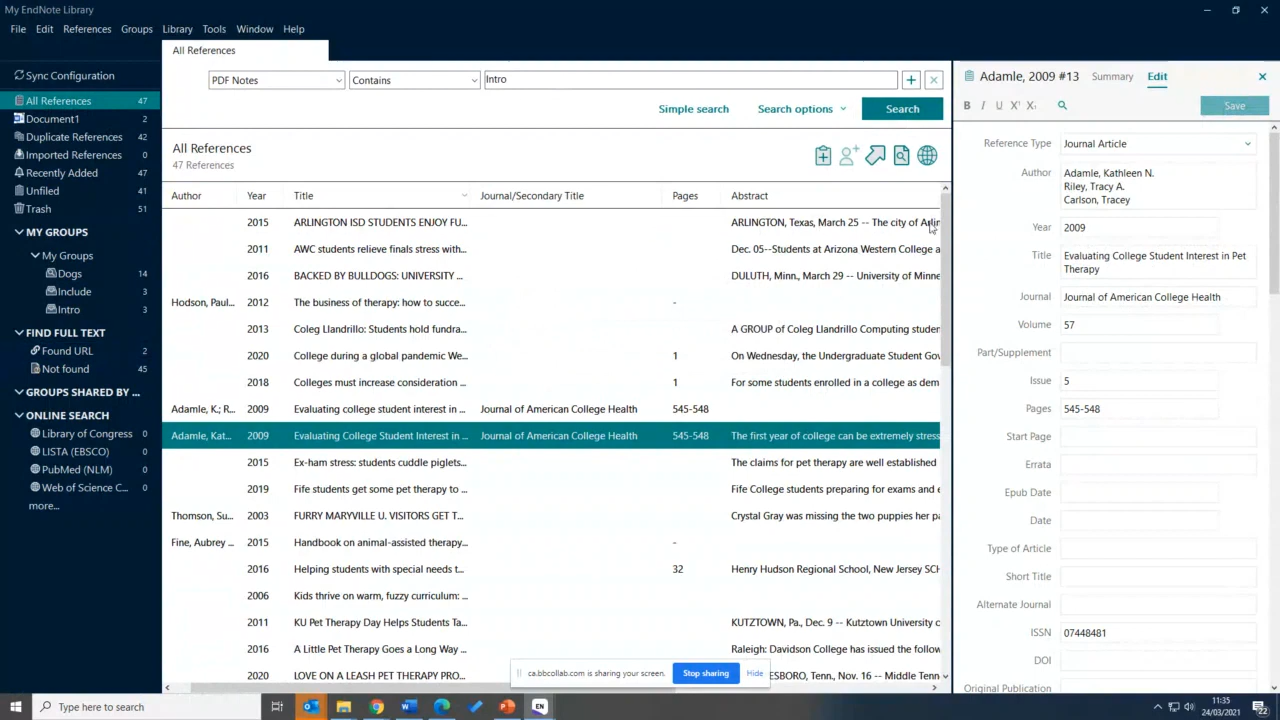 My EndNote Library
File Edit References Groups Library Tools Window Help
All References
Sync Configuration
All References 47
Document1 2
Duplicate References 42
Imported References 0
Recently Added 47
Unfiled 41
Trash 51
MY GROUPS
My Groups
Dogs 14
Include 3
Intro 3
FIND FULL TEXT
Found URL 2
Not found 45
GROUPS SHARED BY ...
ONLINE SEARCH
Library of Congress 0
LISTA (EBSCO) 0
PubMed (NLM) 0
Web of Science C... 0
more...
PDF Notes Contains Intro
Simple search Search options Search
All References
47 References
Author Year Title Journal/Secondary Title Pages Abstract
2015 ARLINGTON ISD STUDENTS ENJOY FU... ARLINGTON, Texas, March 25 -- The city of Arlin
2011 AWC students relieve finals stress with... Dec. 05--Students at Arizona Western College a
2016 BACKED BY BULLDOGS: UNIVERSITY ... DULUTH, Minn., March 29 -- University of Minne
Hodson, Paul... 2012 The business of therapy: how to succe... -
2013 Coleg Llandrillo: Students hold fundra... A GROUP of Coleg Llandrillo Computing studen
2020 College during a global pandemic We... 1 On Wednesday, the Undergraduate Student Gov
2018 Colleges must increase consideration ... 1 For some students enrolled in a college as dem
Adamle, K.; R... 2009 Evaluating college student interest in ... Journal of American College Health 545-548
Adamle, Kat... 2009 Evaluating College Student Interest in ... Journal of American College Health 545-548 The first year of college can be extremely stress
2015 Ex-ham stress: students cuddle piglets... The claims for pet therapy are well established
2019 Fife students get some pet therapy to ... Fife College students preparing for exams and e
Thomson, Su... 2003 FURRY MARYVILLE U. VISITORS GET T... Crystal Gray was missing the two puppies her pa
Fine, Aubrey ... 2015 Handbook on animal-assisted therapy... -
2016 Helping students with special needs t... 32 Henry Hudson Regional School, New Jersey SCH
2006 Kids thrive on warm, fuzzy curriculum: ...
2011 KU Pet Therapy Day Helps Students Ta... KUTZTOWN, Pa., Dec. 9 -- Kutztown University o
2016 A Little Pet Therapy Goes a Long Way ... Raleigh: Davidson College has issued the follow
2020 LOVE ON A LEASH PET THERAPY PRO... ESBORO, Tenn., Nov. 16 -- Middle Tenn
ca.bbcollab.com is sharing your screen. Stop sharing Hide
Adamle, 2009 #13 Summary Edit
B I U X¹ X₁ Save
Reference Type Journal Article
Author Adamle, Kathleen N.
Riley, Tracy A.
Carlson, Tracey
Year 2009
Title Evaluating College Student Interest in Pet
Therapy
Journal Journal of American College Health
Volume 57
Part/Supplement
Issue 5
Pages 545-548
Start Page
Errata
Epub Date
Date
Type of Article
Short Title
Alternate Journal
ISSN 07448481
DOI
Original Publication
Type here to search
EN
11:35
24/03/2021
22